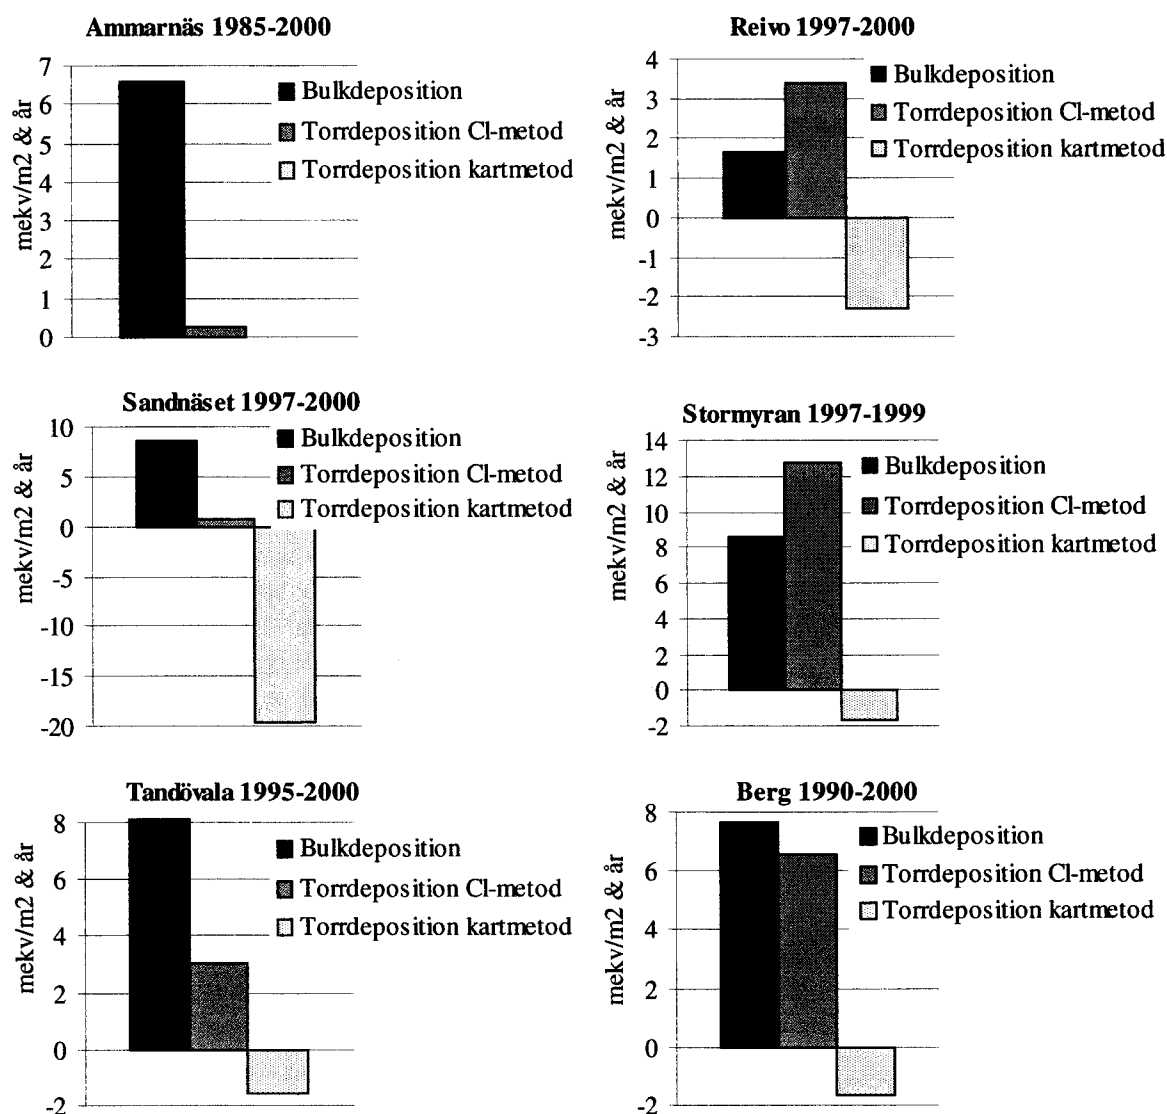 Ammarnäs 1985-2000
7
6
5
4
3
2
1
0
mekv/m2 & år
Bulkdeposition
Torrdeposition Cl-metod
Torrdeposition kartmetod
Reivo 1997-2000
4
3
2
1
0
-1
-2
-3
mekv/m2 & år
Bulkdeposition
Torrdeposition Cl-metod
Torrdeposition kartmetod
Sandnäset 1997-2000
10
5
0
-5
-10
-15
-20
mekv/m2 & år
Bulkdeposition
Torrdeposition Cl-metod
Torrdeposition kartmetod
Stormyran 1997-1999
14
12
10
8
6
4
2
0
-2
mekv/m2 & år
Bulkdeposition
Torrdeposition Cl-metod
Torrdeposition kartmetod
Tandövala 1995-2000
8
6
4
2
0
-2
mekv/m2 & år
Bulkdeposition
Torrdeposition Cl-metod
Torrdeposition kartmetod
Berg 1990-2000
8
6
4
2
0
-2
mekv/m2 & år
Bulkdeposition
Torrdeposition Cl-metod
Torrdeposition kartmetod